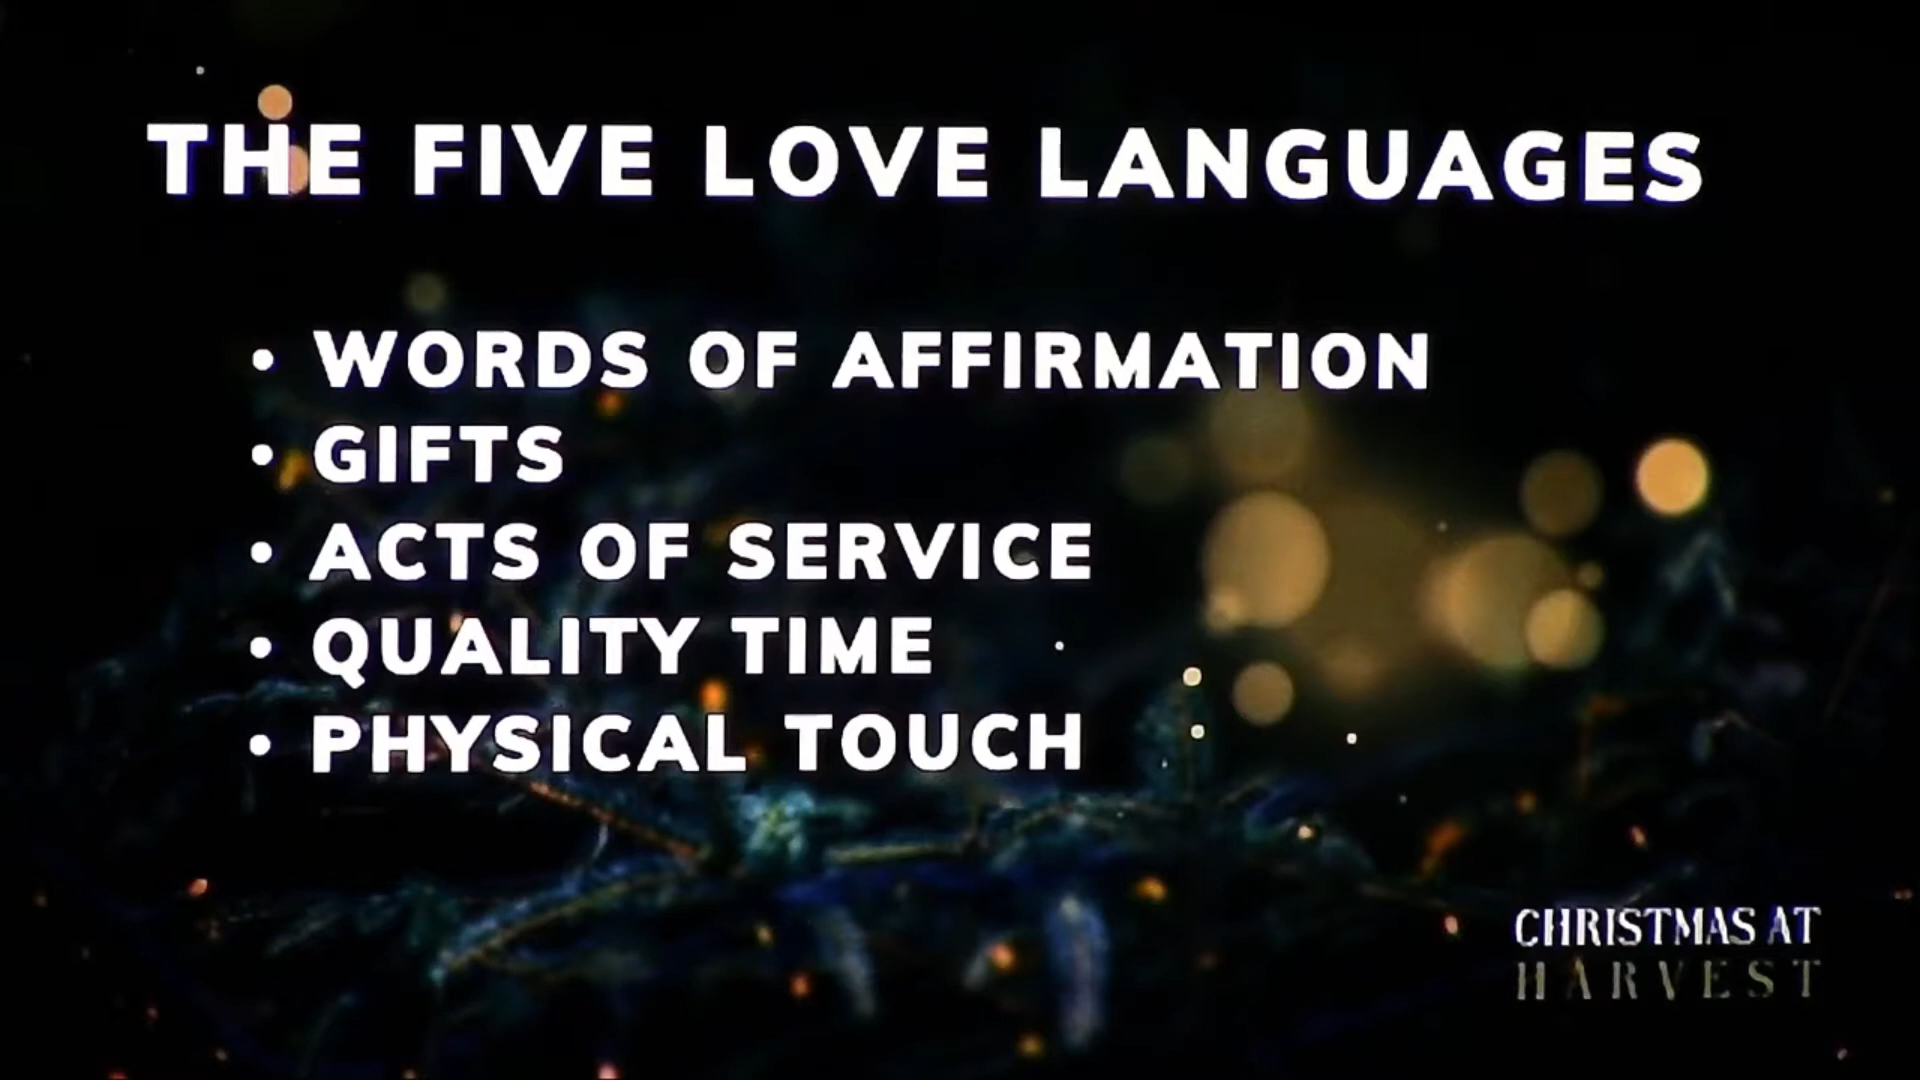 THE FIVE LOVE LANGUAGES
• WORDS OF AFFIRMATION
• GIFTS
• ACTS OF SERVICE
• QUALITY TIME
• PHYSICAL TOUCH
CHRISTMAS AT
HARVEST